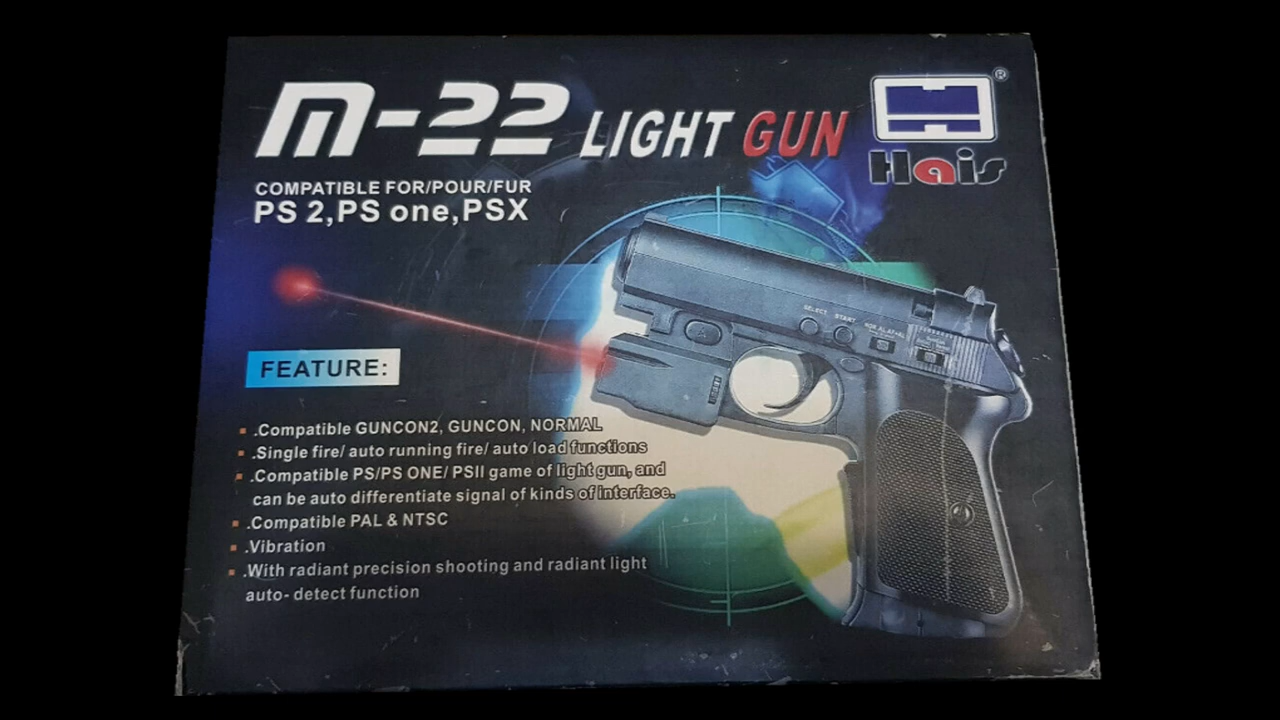 M-22 LIGHT GUN
®
Hais
COMPATIBLE FOR/POUR/FUR
PS 2,PS one,PSX
SELECT START
FEATURE:
.Compatible GUNCON2, GUNCON, NORMAL
.Single fire/ auto running fire/ auto load functions
.Compatible PS/PS ONE/ PSII game of light gun, and
can be auto differentiate signal of kinds of interface.
.Compatible PAL & NTSC
.Vibration
.With radiant precision shooting and radiant light
auto- detect function